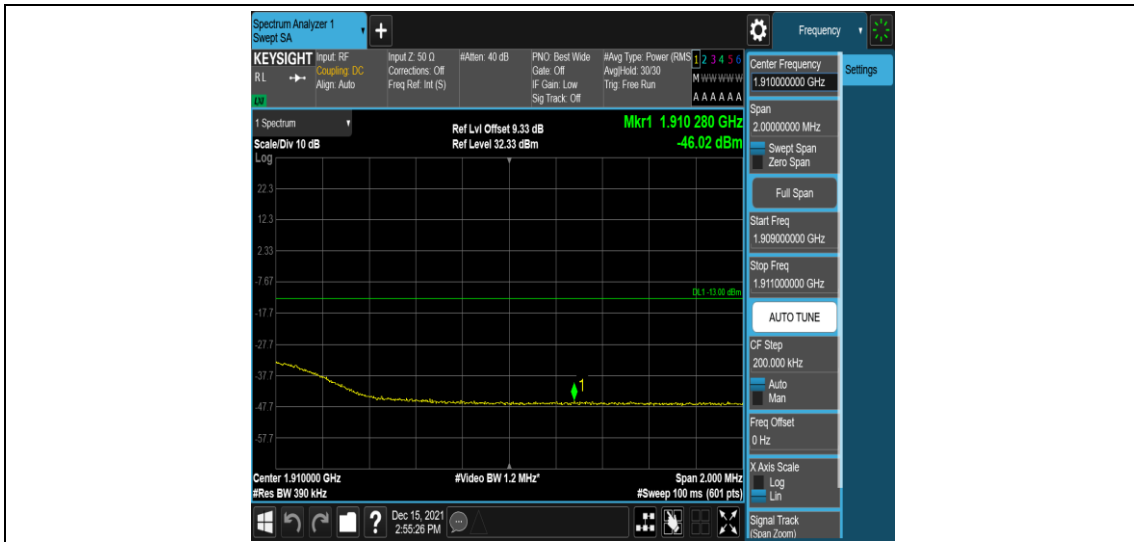 Spectrum Analyzer 1
Swept SA
+
Frequency
KEYSIGHT
RL
LXI
Input: RF
Coupling: DC
Align: Auto
Input Z: 50 Ω
Corrections: Off
Freq Ref: Int (S)
#Atten: 40 dB
PNO: Best Wide
Gate: Off
IF Gain: Low
Sig Track: Off
#Avg Type: Power (RMS
Avg|Hold: 30/30
Trig: Free Run
1 2 3 4 5 6
M W W W W W
A A A A A A
Center Frequency
1.910000000 GHz
Settings
Span
2.00000000 MHz
Swept Span
Zero Span
Full Span
Start Freq
1.909000000 GHz
Stop Freq
1.911000000 GHz
AUTO TUNE
CF Step
200.000 kHz
Auto
Man
Freq Offset
0 Hz
X Axis Scale
Log
Lin
Signal Track
(Span Zoom)
1 Spectrum
Scale/Div 10 dB
Log
Ref Lvl Offset 9.33 dB
Ref Level 32.33 dBm
Mkr1 1.910 280 GHz
-46.02 dBm
22.3
12.3
2.33
-7.67
DL1 -13.00 dBm
-17.7
-27.7
-37.7
1
-47.7
-57.7
Center 1.910000 GHz
#Res BW 390 kHz
#Video BW 1.2 MHz*
Span 2.000 MHz
#Sweep 100 ms (601 pts)
?
Dec 15, 2021
2:55:26 PM